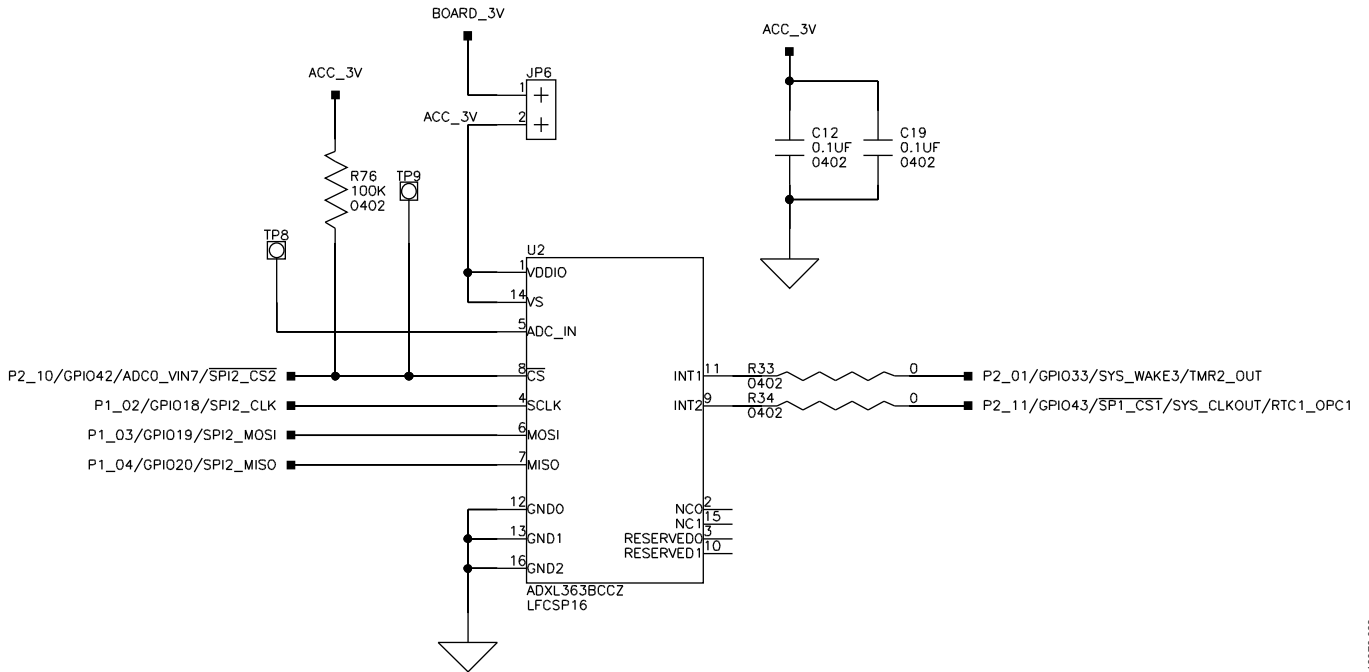 BOARD_3V
ACC_3V
ACC_3V
JP6
1
ACC_3V
2
R76
100K
0402
TP9
TP8
C12
0.1UF
0402
C19
0.1UF
0402
U2
1
VDDIO
14
VS
5
ADC_IN
P2_10/GPIO42/ADC0_VIN7/SPI2_CS2
8
CS
INT1
11
R33
0402
0
P2_01/GPIO33/SYS_WAKE3/TMR2_OUT
P1_02/GPIO18/SPI2_CLK
4
SCLK
INT2
9
R34
0402
0
P2_11/GPIO43/SP1_CS1/SYS_CLKOUT/RTC1_OPC1
P1_03/GPIO19/SPI2_MOSI
6
MOSI
P1_04/GPIO20/SPI2_MISO
7
MISO
12
GND0
NC0
2
NC1
15
13
GND1
RESERVED0
3
RESERVED1
10
16
GND2
ADXL363BCCZ
LFCSP16